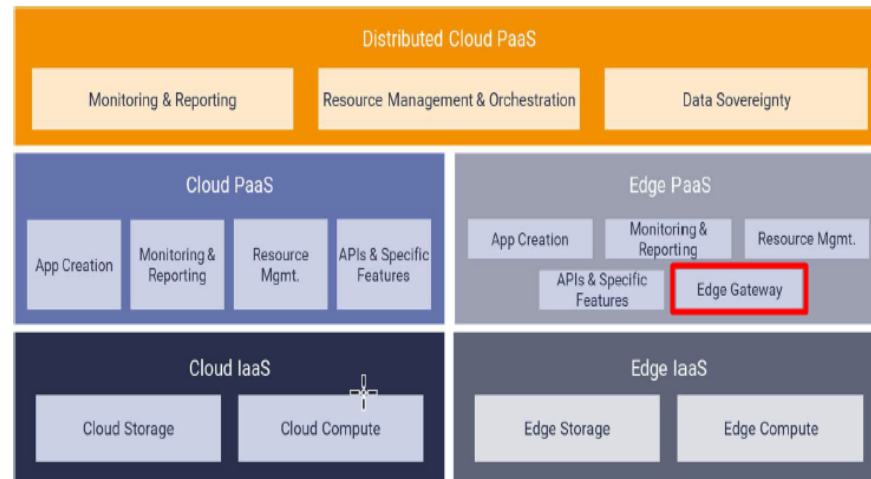 Distributed Cloud PaaS
Monitoring & Reporting
Resource Management & Orchestration
Data Sovereignty
Cloud PaaS
App Creation
Monitoring &
Reporting
Resource
Mgmt.
APIs & Specific
Features
Edge PaaS
App Creation
Monitoring &
Reporting
Resource Mgmt.
APIs & Specific
Features
Edge Gateway
Cloud IaaS
Cloud Storage
Cloud Compute
Edge IaaS
Edge Storage
Edge Compute